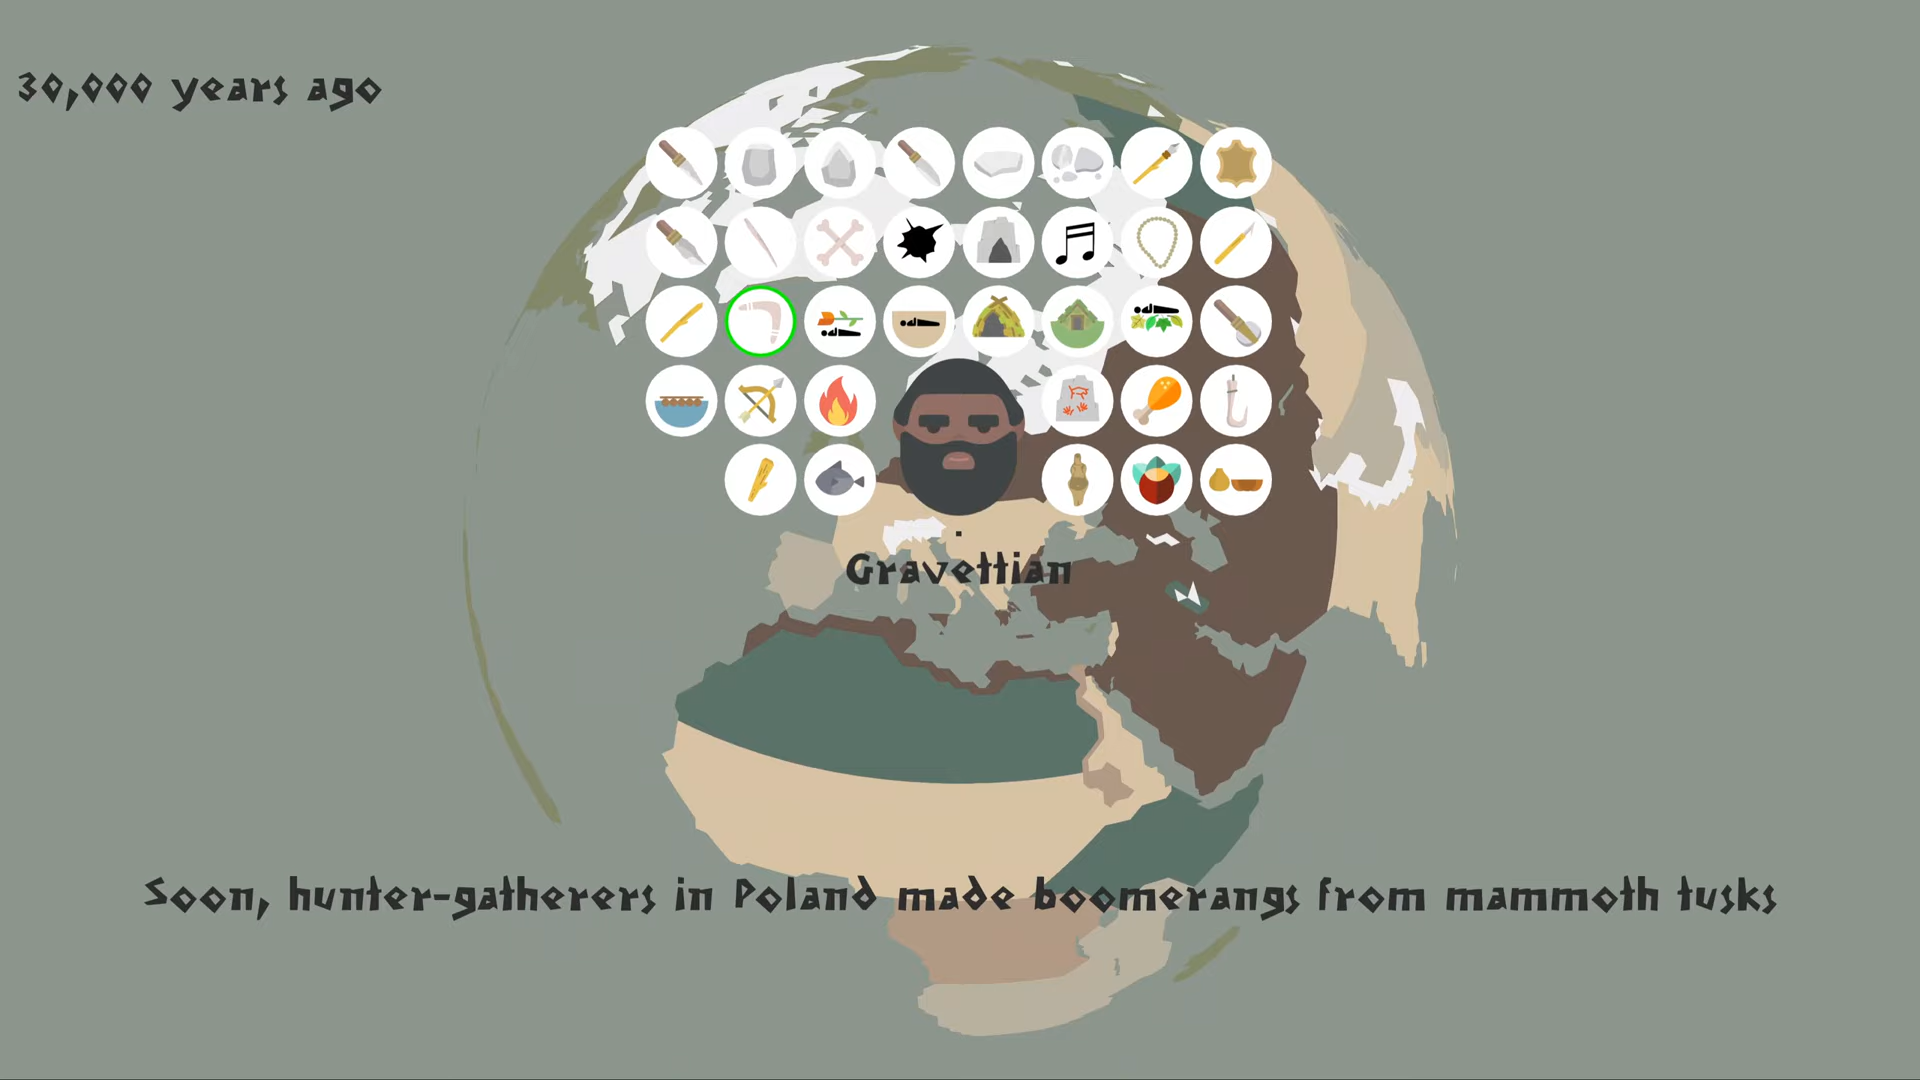 30,000 years ago
Gravettian
Soon, hunter-gatherers in Poland made boomerangs from mammoth tusks